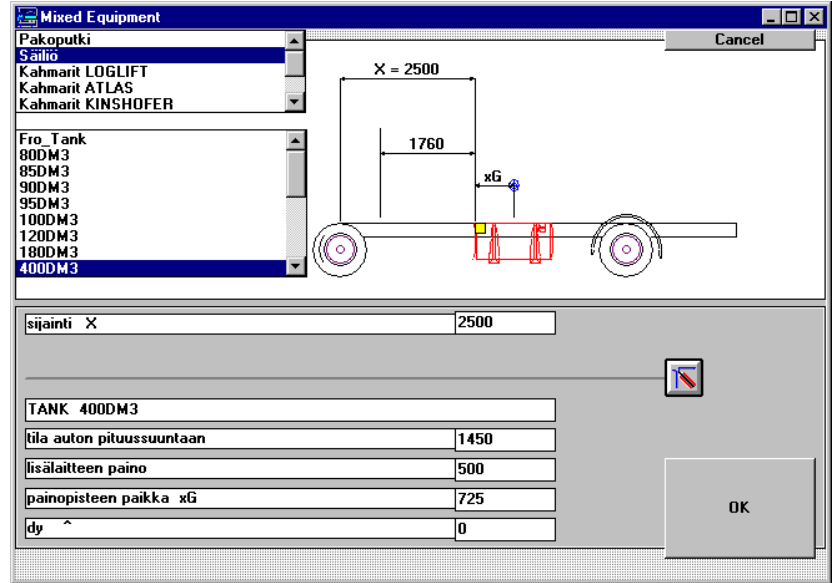 Mixed Equipment
Pakoputki
Säiliö
Kahmarit LOGLIFT
Kahmarit ATLAS
Kahmarit KINSHOFER
Cancel
Fro_Tank
80DM3
85DM3
90DM3
95DM3
100DM3
120DM3
180DM3
400DM3
X = 2500
1760
xG
sijainti X 2500
TANK 400DM3
tila auton pituussuuntaan 1450
lisälaitteen paino 500
painopisteen paikka xG 725
dy ^ 0
OK